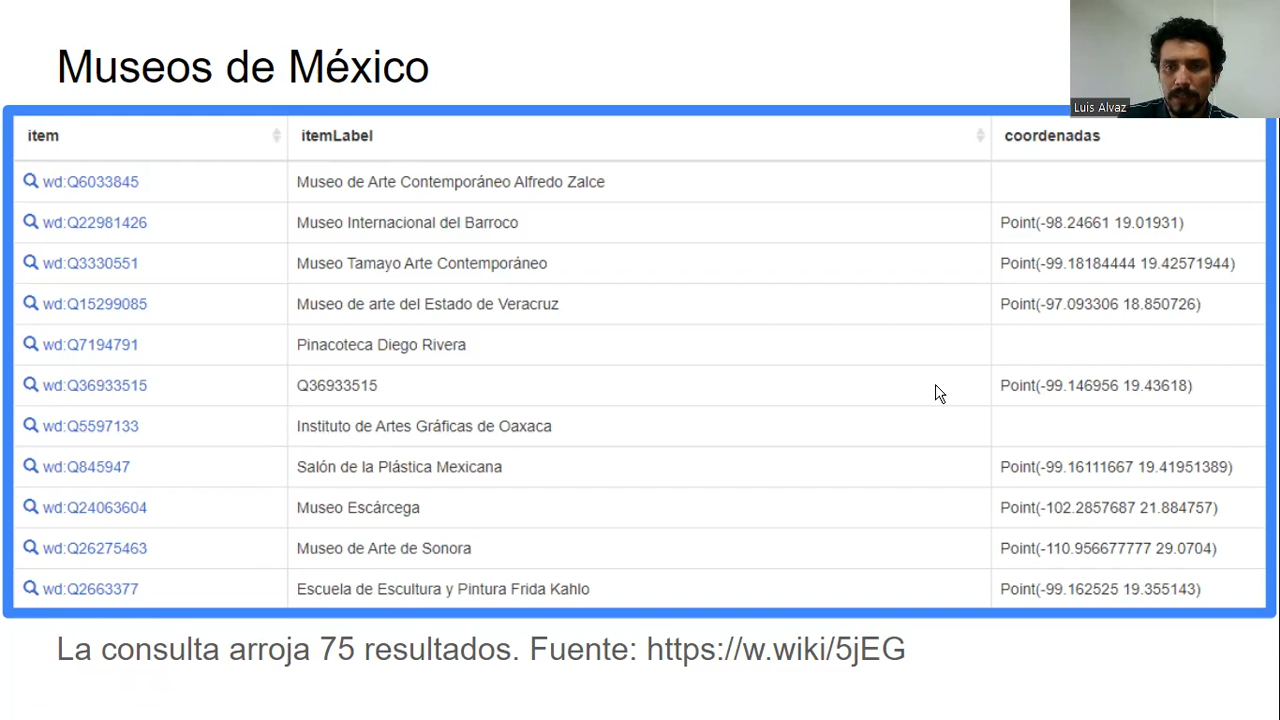 Museos de México
Luis Alvaz
item itemLabel coordenadas
wd:Q6033845 Museo de Arte Contemporáneo Alfredo Zalce
wd:Q22981426 Museo Internacional del Barroco Point(-98.24661 19.01931)
wd:Q3330551 Museo Tamayo Arte Contemporáneo Point(-99.18184444 19.42571944)
wd:Q15299085 Museo de arte del Estado de Veracruz Point(-97.093306 18.850726)
wd:Q7194791 Pinacoteca Diego Rivera
wd:Q36933515 Q36933515 Point(-99.146956 19.43618)
wd:Q5597133 Instituto de Artes Gráficas de Oaxaca
wd:Q845947 Salón de la Plástica Mexicana Point(-99.16111667 19.41951389)
wd:Q24063604 Museo Escárcega Point(-102.2857687 21.884757)
wd:Q26275463 Museo de Arte de Sonora Point(-110.956677777 29.0704)
wd:Q2663377 Escuela de Escultura y Pintura Frida Kahlo Point(-99.162525 19.355143)
La consulta arroja 75 resultados. Fuente: https://w.wiki/5jEG